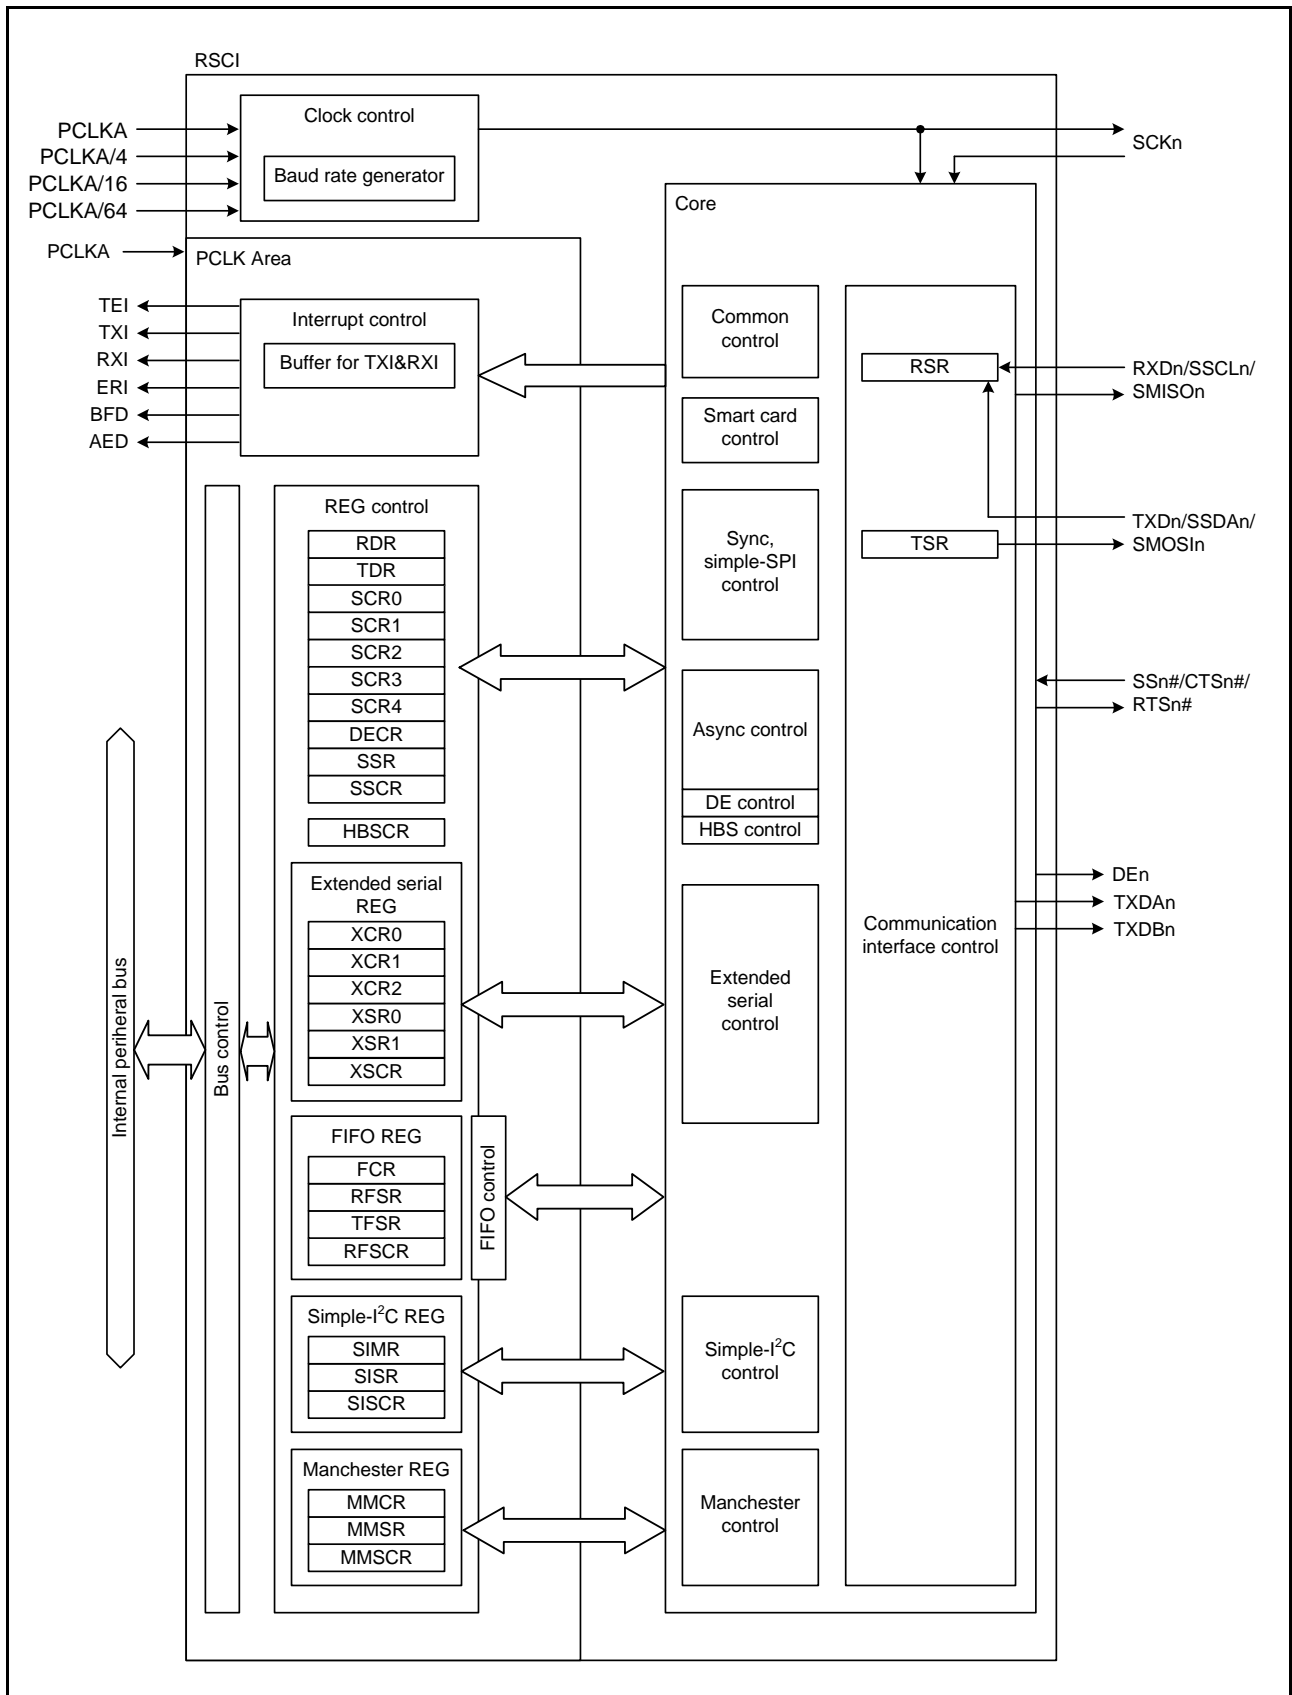 RSCI
Clock control
Baud rate generator
PCLKA
PCLKA/4
PCLKA/16
PCLKA/64
PCLKA
SCKn
Core
PCLK Area
TEI
TXI
RXI
ERI
BFD
AED
Interrupt control
Buffer for TXI&RXI
Common
control
Smart card
control
Sync,
simple-SPI
control
Async control
DE control
HBS control
Extended
serial
control
Simple-I²C
control
Manchester
control
RSR
TSR
Communication
interface control
RXDn/SSCLn/
SMISOn
TXDn/SSDAn/
SMOSIn
SSn#/CTSn#/
RTSn#
DEn
TXDAn
TXDBn
REG control
RDR
TDR
SCR0
SCR1
SCR2
SCR3
SCR4
DECR
SSR
SSCR
HBSCR
Extended serial
REG
XCR0
XCR1
XCR2
XSR0
XSR1
XSCR
FIFO REG
FCR
RFSR
TFSR
RFSCR
FIFO control
Simple-I²C REG
SIMR
SISR
SISCR
Manchester REG
MMCR
MMSR
MMSCR
Internal periheral bus
Bus control